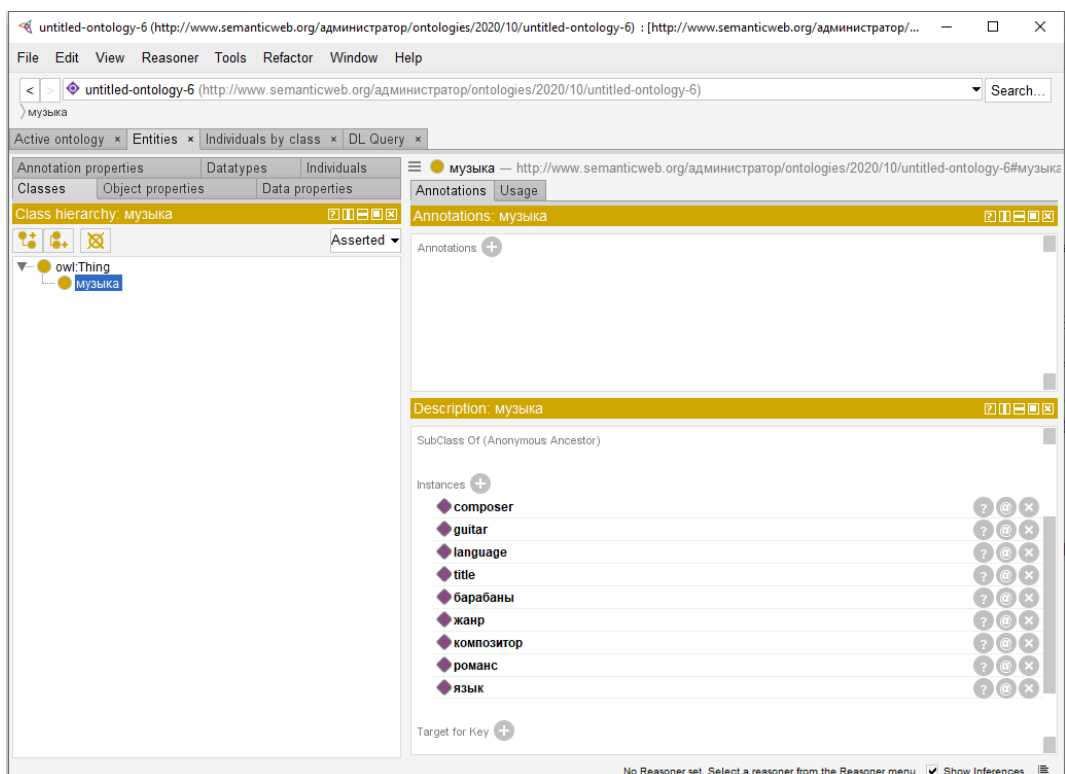 untitled-ontology-6 (http://www.semanticweb.org/администратор/ontologies/2020/10/untitled-ontology-6) : [http://www.semanticweb.org/администратор/...
File Edit View Reasoner Tools Refactor Window Help
< > untitled-ontology-6 (http://www.semanticweb.org/администратор/ontologies/2020/10/untitled-ontology-6) Search...
музыка
Active ontology × Entities × Individuals by class × DL Query ×
Annotation properties Datatypes Individuals
Classes Object properties Data properties
Class hierarchy: музыка
Asserted
owl:Thing
музыка
музыка — http://www.semanticweb.org/администратор/ontologies/2020/10/untitled-ontology-6#музыка
Annotations Usage
Annotations: музыка
Annotations
Description: музыка
SubClass Of (Anonymous Ancestor)
Instances
composer
guitar
language
title
барабаны
жанр
композитор
романс
язык
Target for Key
No Reasoner set. Select a reasoner from the Reasoner menu Show Inferences